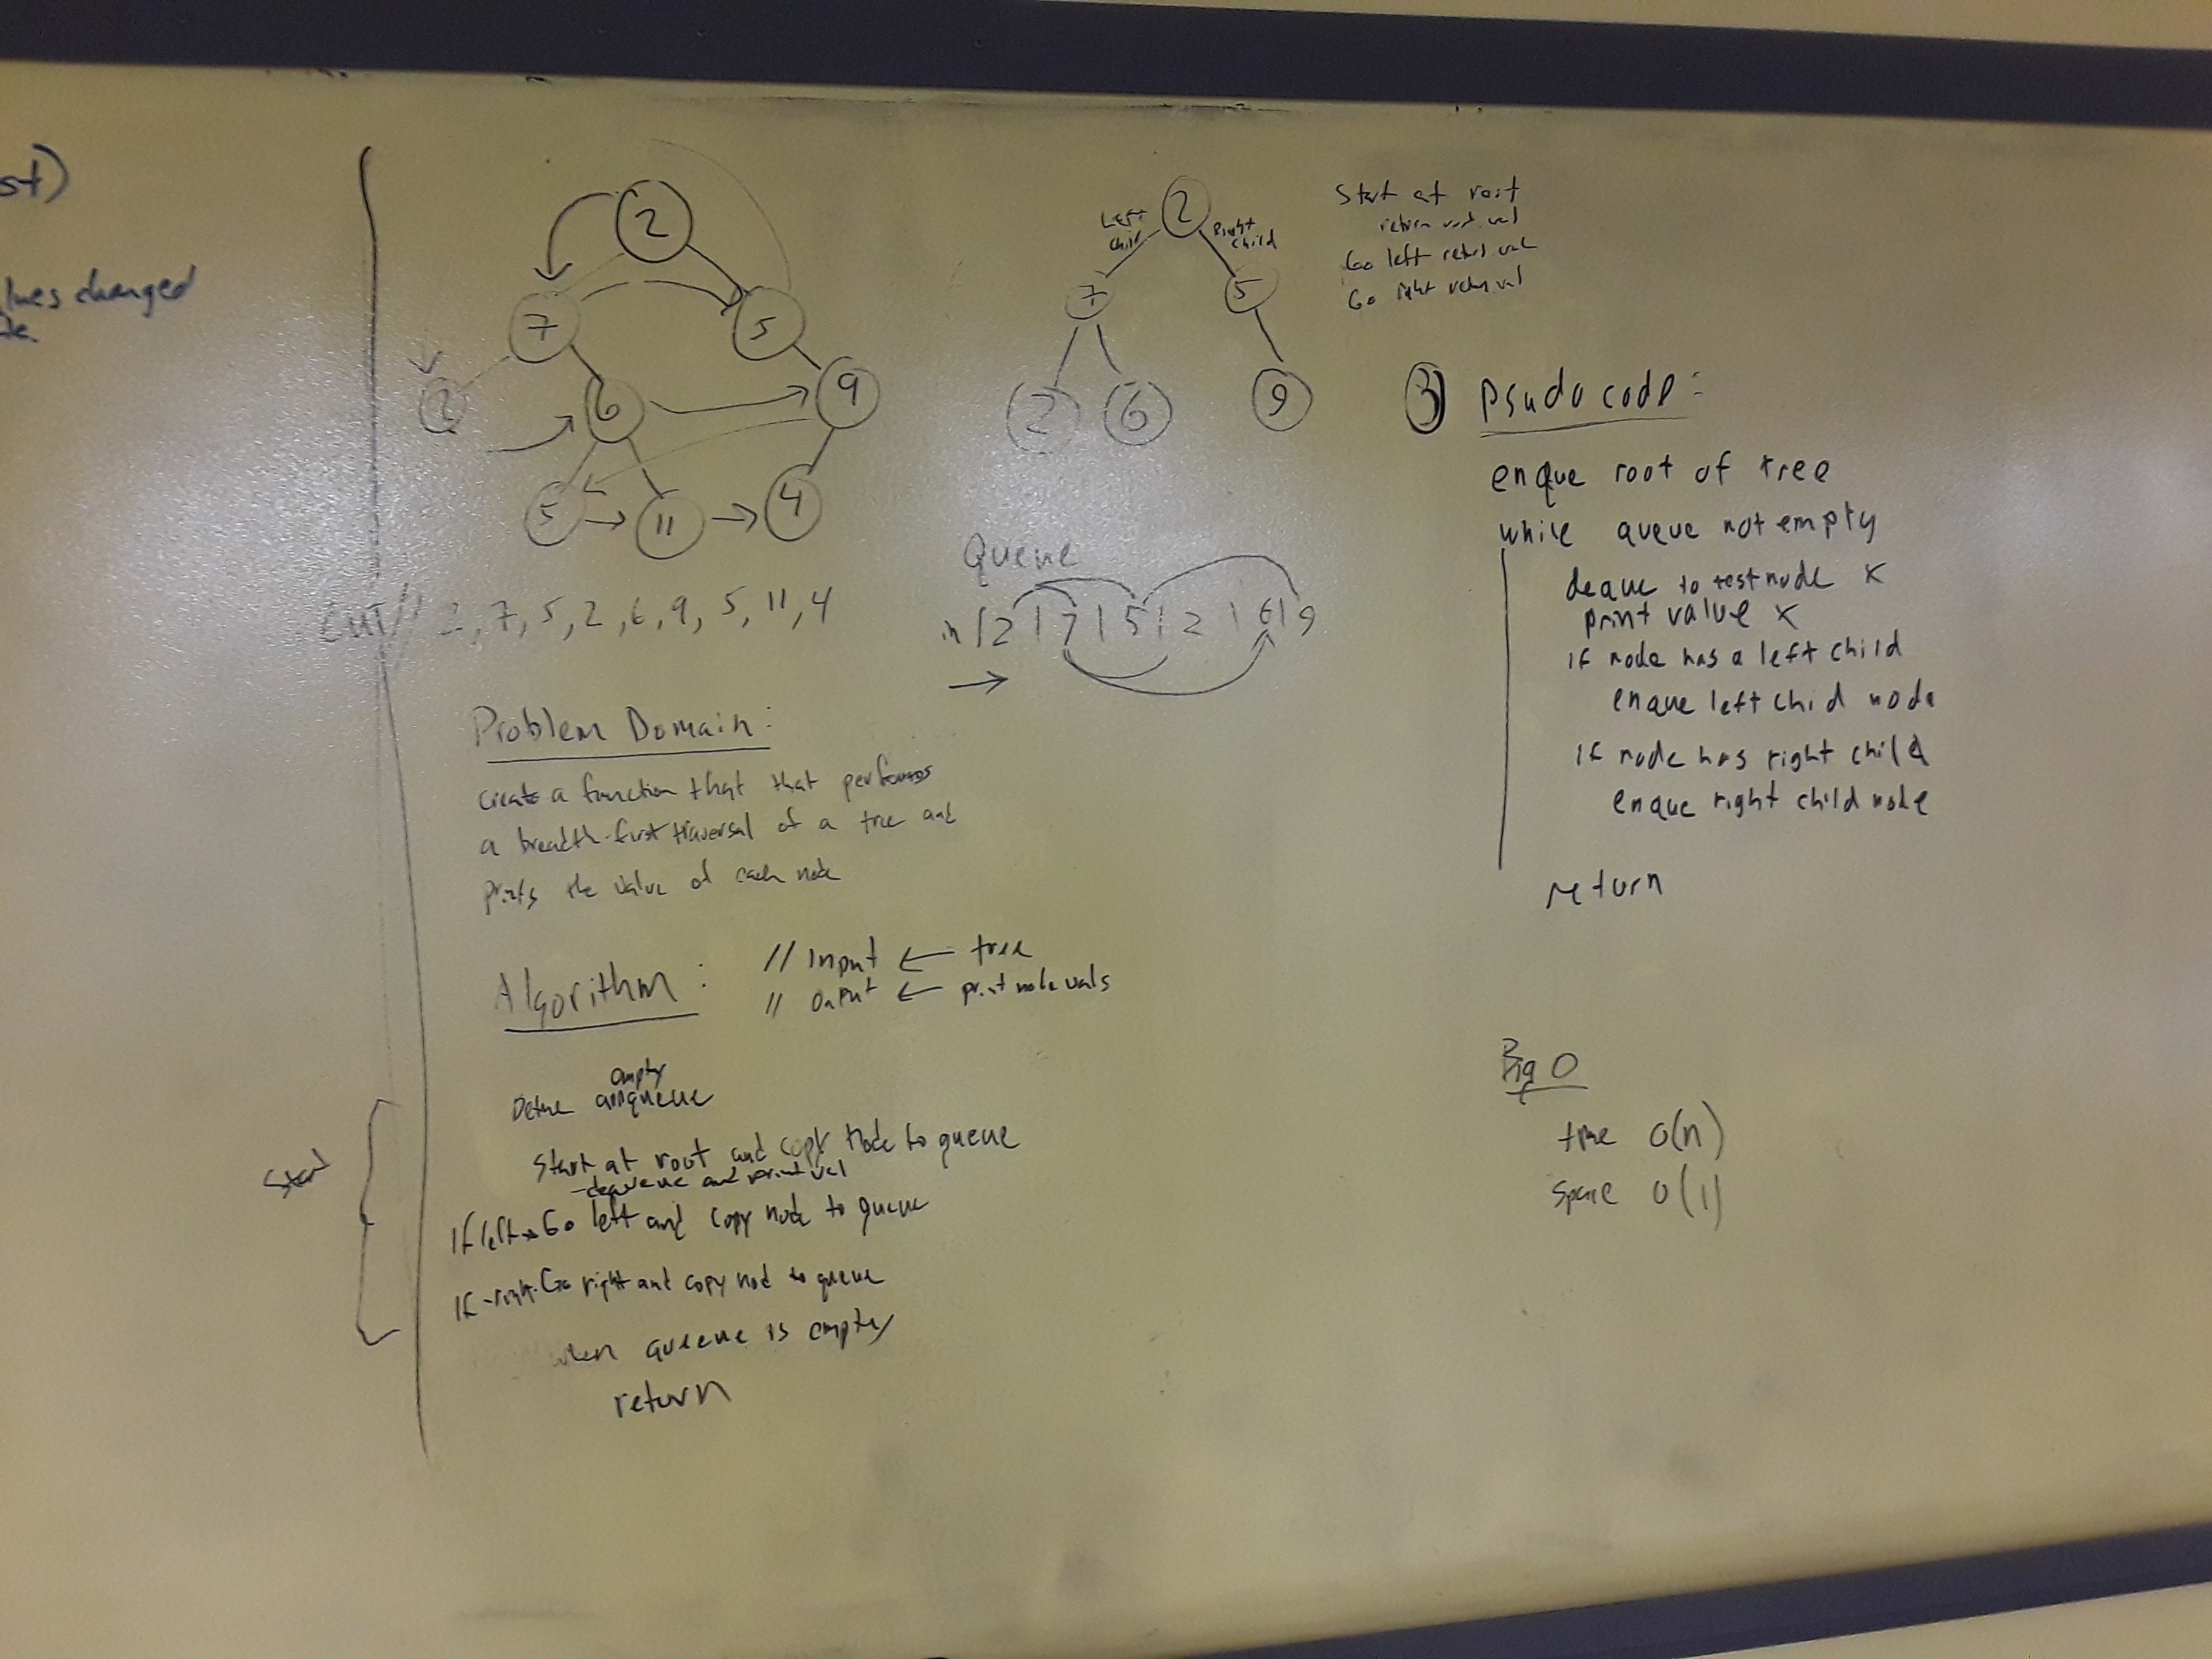 st)
lues changed
2
7
5
2
6
9
5
11
4
OUT// 2, 7, 5, 2, 6, 9, 5, 11, 4
2
Left child
Right child
7
5
2
6
9
Start at root
return root.val
Go left return val
Go right return val
Queue
in |2|7|5|2|6|9
Problem Domain:
create a function that that performs
a breadth-first traversal of a tree and
prints the value of each node
Algorithm:
// Input ← tree
// OutPut ← print node vals
empty
Define queue
Start at root and copy Node to queue
- dequeue and print val
If left → Go left and copy node to queue
If -right- Go right and copy nod to queue
when queue is empty
return
3 Psudo code:
enque root of tree
while queue not empty
deque to testnode x
print value x
if node has a left child
enque left chid node
if node has right child
enque right child node
return
Big O
time O(n)
space O(1)